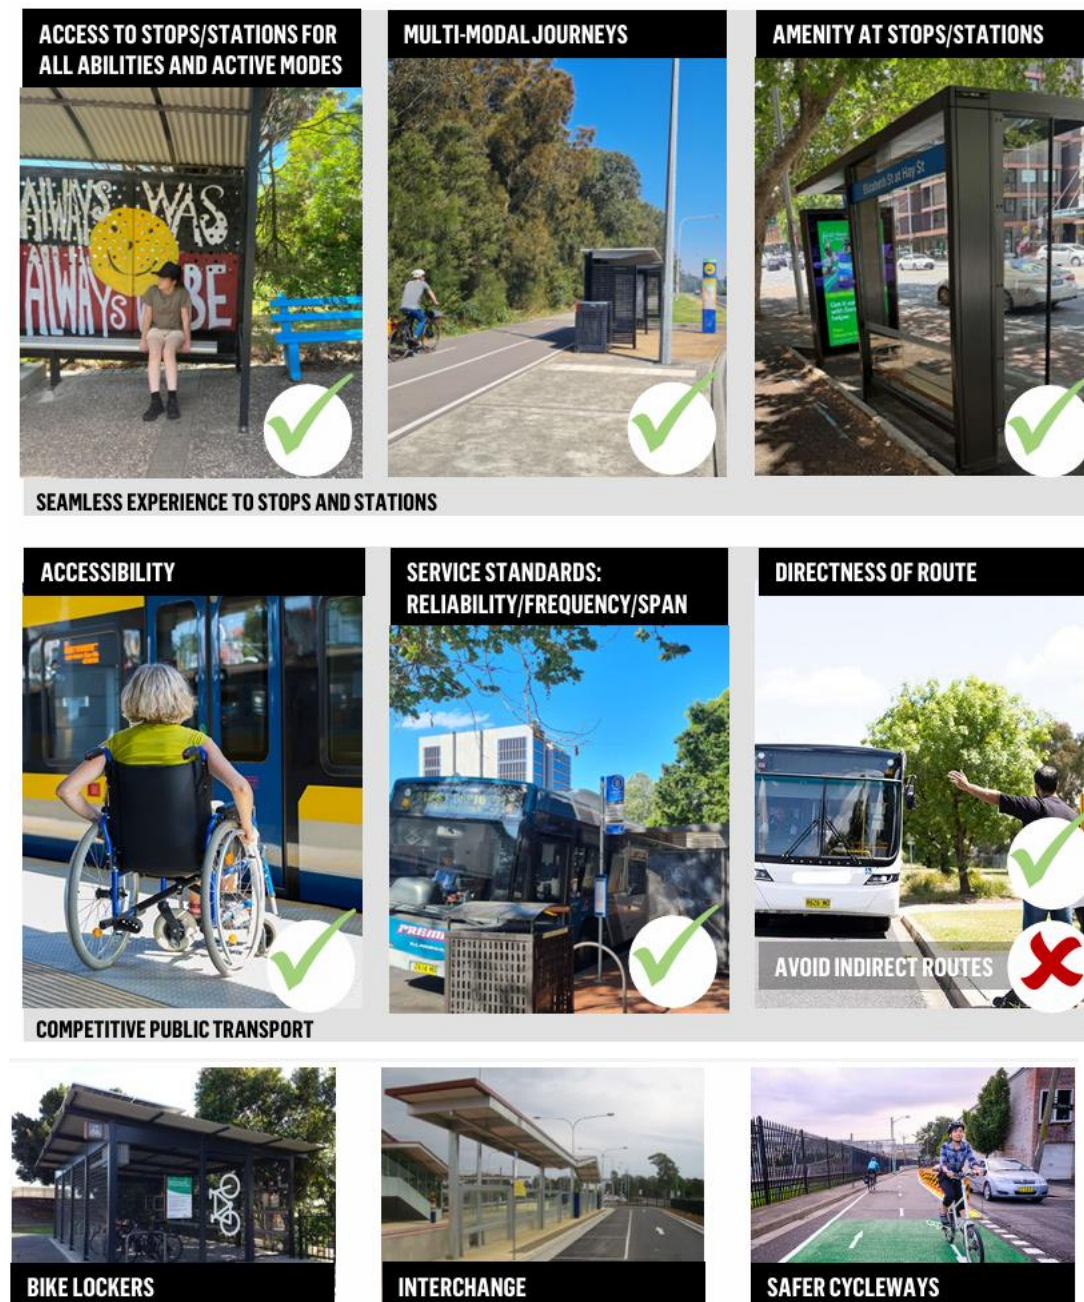 ACCESS TO STOPS/STATIONS FOR
ALL ABILITIES AND ACTIVE MODES
MULTI-MODAL JOURNEYS
AMENITY AT STOPS/STATIONS
ALWAYS WAS
ALWAYS BE
Elizabeth St at Hay St
SEAMLESS EXPERIENCE TO STOPS AND STATIONS
ACCESSIBILITY
SERVICE STANDARDS:
RELIABILITY/FREQUENCY/SPAN
DIRECTNESS OF ROUTE
AVOID INDIRECT ROUTES
COMPETITIVE PUBLIC TRANSPORT
BIKE LOCKERS
INTERCHANGE
SAFER CYCLEWAYS